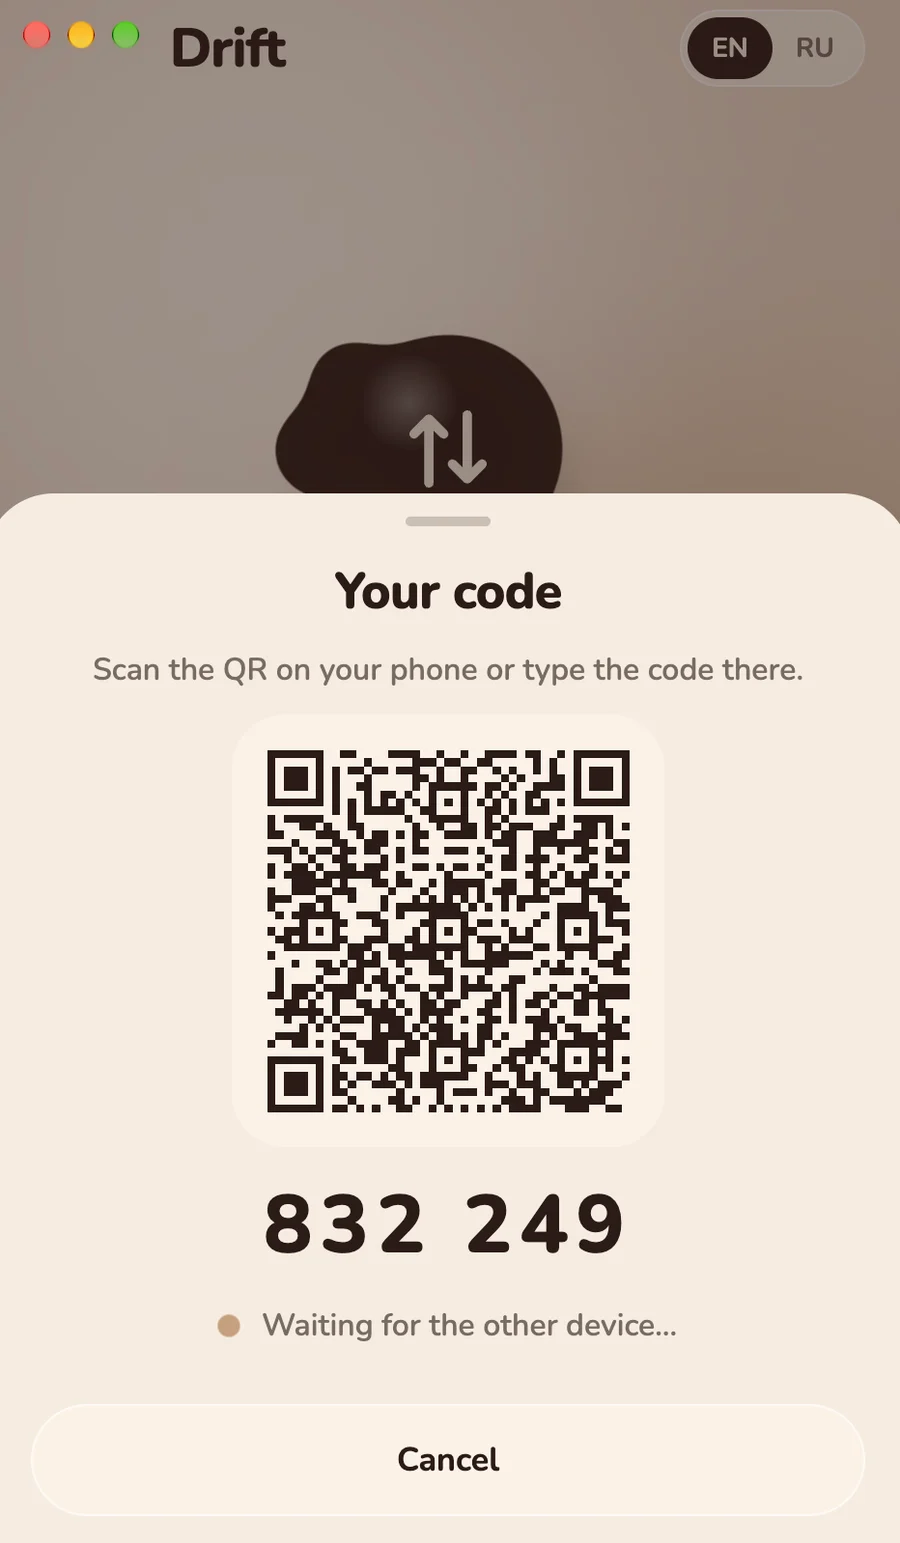 Drift
EN RU
Your code
Scan the QR on your phone or type the code there.
832 249
Waiting for the other device...
Cancel